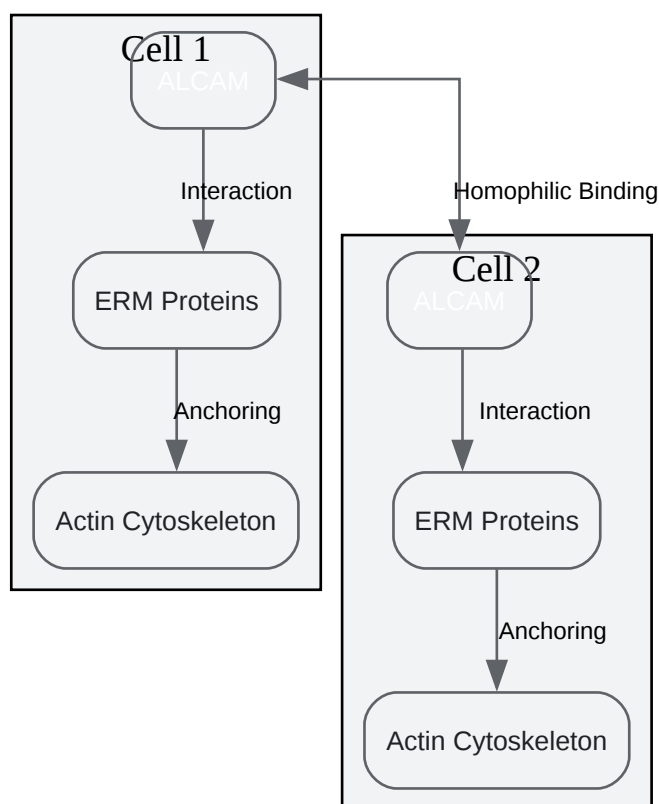 Cell 1
ALCAM
Interaction
Homophilic Binding
ERM Proteins
Cell 2
ALCAM
Anchoring
Interaction
Actin Cytoskeleton
ERM Proteins
Anchoring
Actin Cytoskeleton